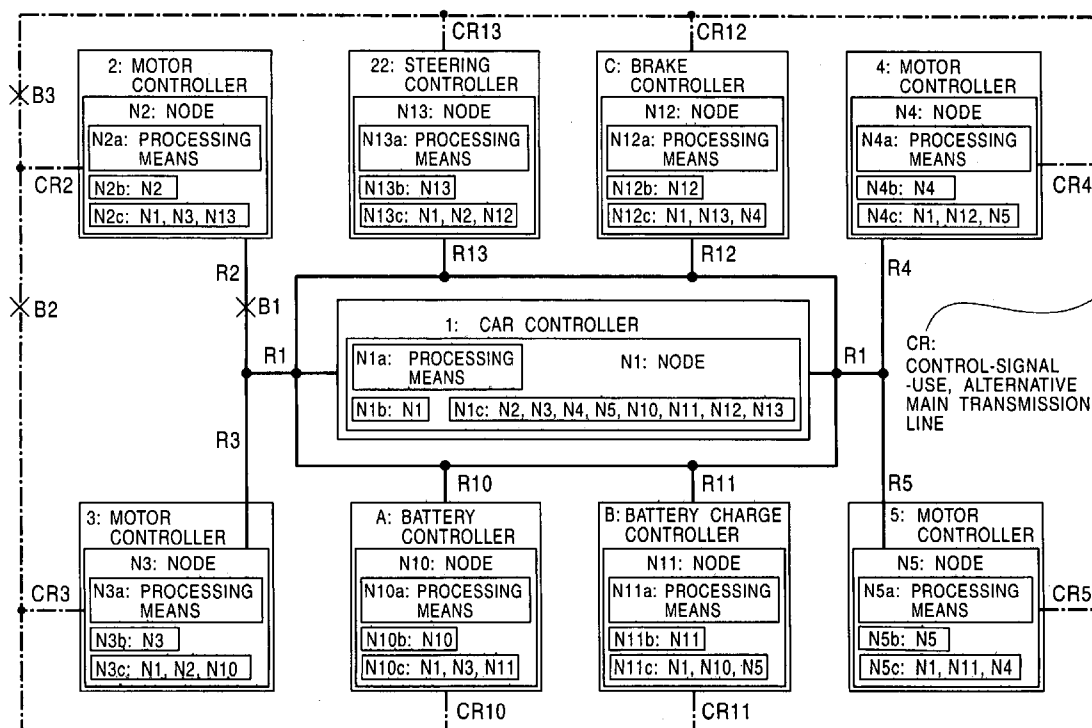 CR13
CR12
B3
2: MOTOR
CONTROLLER
N2: NODE
N2a: PROCESSING
MEANS
N2b: N2
N2c: N1, N3, N13
CR2
22: STEERING
CONTROLLER
N13: NODE
N13a: PROCESSING
MEANS
N13b: N13
N13c: N1, N2, N12
C: BRAKE
CONTROLLER
N12: NODE
N12a: PROCESSING
MEANS
N12b: N12
N12c: N1, N13, N4
4: MOTOR
CONTROLLER
N4: NODE
N4a: PROCESSING
MEANS
N4b: N4
N4c: N1, N12, N5
CR4
R2
R13
R12
R4
B2
B1
1: CAR CONTROLLER
N1a: PROCESSING
MEANS
N1: NODE
N1b: N1
N1c: N2, N3, N4, N5, N10, N11, N12, N13
R1
R1
CR:
CONTROL-SIGNAL
-USE, ALTERNATIVE
MAIN TRANSMISSION
LINE
R3
R10
R11
R5
3: MOTOR
CONTROLLER
N3: NODE
N3a: PROCESSING
MEANS
N3b: N3
N3c: N1, N2, N10
CR3
A: BATTERY
CONTROLLER
N10: NODE
N10a: PROCESSING
MEANS
N10b: N10
N10c: N1, N3, N11
B: BATTERY CHARGE
CONTROLLER
N11: NODE
N11a: PROCESSING
MEANS
N11b: N11
N11c: N1, N10, N5
5: MOTOR
CONTROLLER
N5: NODE
N5a: PROCESSING
MEANS
N5b: N5
N5c: N1, N11, N4
CR5
CR10
CR11